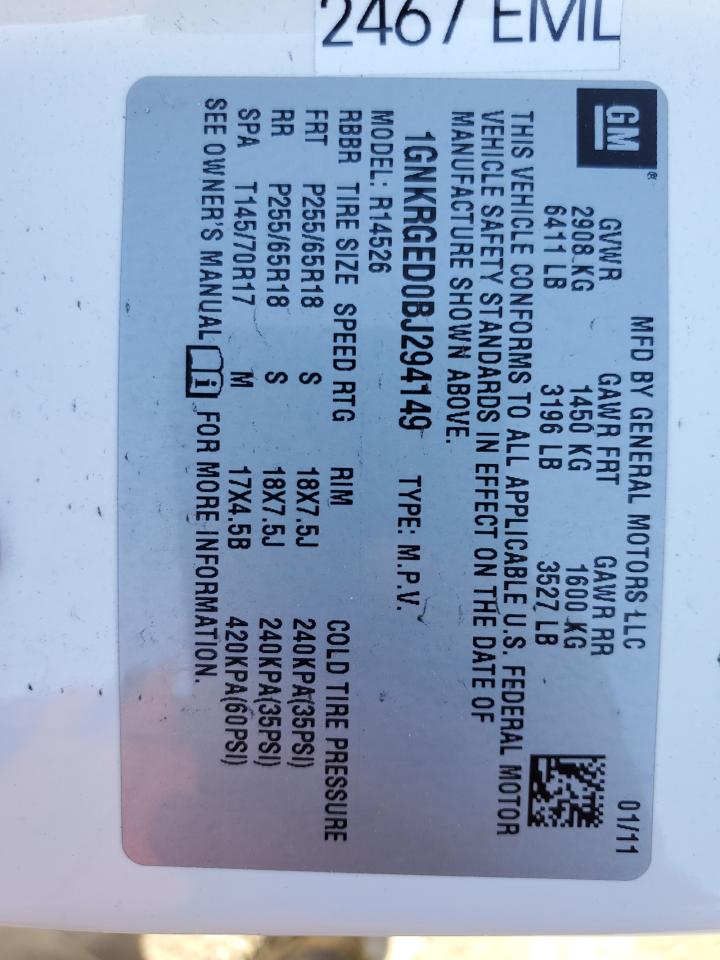 2467 EML
GM
MFD BY GENERAL MOTORS LLC 01/11
GVWR GAWR FRT GAWR RR
2908 KG 1450 KG 1600 KG
6411 LB 3196 LB 3527 LB
THIS VEHICLE CONFORMS TO ALL APPLICABLE U.S. FEDERAL MOTOR
VEHICLE SAFETY STANDARDS IN EFFECT ON THE DATE OF
MANUFACTURE SHOWN ABOVE.
1GNKRGED0BJ294149 TYPE: M.P.V.
MODEL: R14526
RBBR TIRE SIZE SPEED RTG RIM COLD TIRE PRESSURE
FRT P255/65R18 S 18X7.5J 240KPA(35PSI)
RR P255/65R18 S 18X7.5J 240KPA(35PSI)
SPA T145/70R17 M 17X4.5B 420KPA(60PSI)
SEE OWNER'S MANUAL FOR MORE INFORMATION.